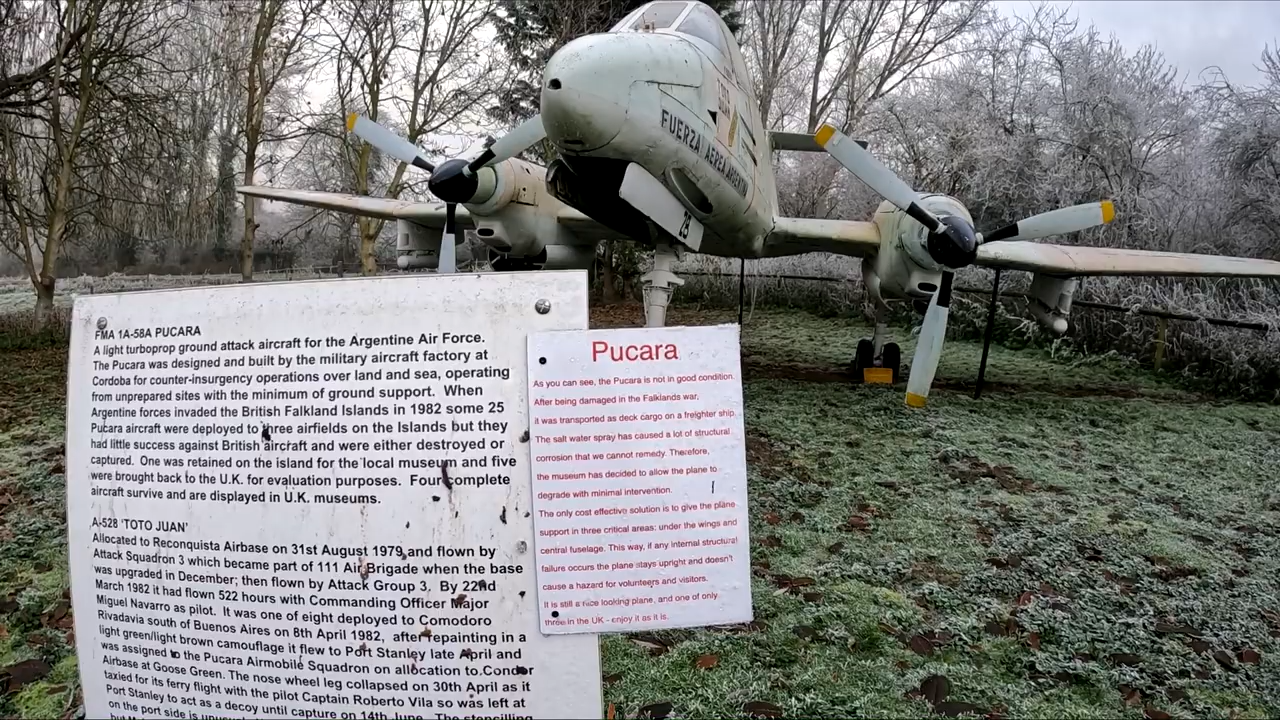 FUERZA AEREA ARGENTINA
29
FMA 1A-58A PUCARA
A light turboprop ground attack aircraft for the Argentine Air Force.
The Pucara was designed and built by the military aircraft factory at
Cordoba for counter-insurgency operations over land and sea, operating
from unprepared sites with the minimum of ground support. When
Argentine forces invaded the British Falkland Islands in 1982 some 25
Pucara aircraft were deployed to three airfields on the Islands but they
had little success against British aircraft and were either destroyed or
captured. One was retained on the island for the local museum and five
were brought back to the U.K. for evaluation purposes. Four complete
aircraft survive and are displayed in U.K. museums.
A-528 'TOTO JUAN'
Allocated to Reconquista Airbase on 31st August 1979 and flown by
Attack Squadron 3 which became part of 111 Air Brigade when the base
was upgraded in December; then flown by Attack Group 3. By 22nd
March 1982 it had flown 522 hours with Commanding Officer Major
Miguel Navarro as pilot. It was one of eight deployed to Comodoro
Rivadavia south of Buenos Aires on 8th April 1982, after repainting in a
light green/light brown camouflage it flew to Port Stanley late April and
was assigned to the Pucara Airmobile Squadron on allocation to Condor
Airbase at Goose Green. The nose wheel leg collapsed on 30th April as it
taxied for its ferry flight with the pilot Captain Roberto Vila so was left at
Port Stanley to act as a decoy until capture on 14th June. The stencilling
on the port side is
Pucara
As you can see, the Pucara is not in good condition.
After being damaged in the Falklands war,
it was transported as deck cargo on a freighter ship.
The salt water spray has caused a lot of structural
corrosion that we cannot remedy. Therefore,
the museum has decided to allow the plane to
degrade with minimal intervention.
The only cost effective solution is to give the plane
support in three critical areas: under the wings and
central fuselage. This way, if any internal structural
failure occurs the plane stays upright and doesn't
cause a hazard for volunteers and visitors.
It is still a nice looking plane, and one of only
three in the UK - enjoy it as it is.